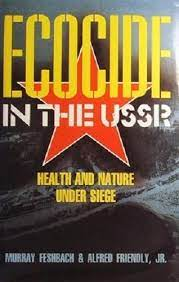 ECOCIDE
IN THE USSR
HEALTH AND NATURE
UNDER SIEGE
MURRAY FESHBACH & ALFRED FRIENDLY, JR.